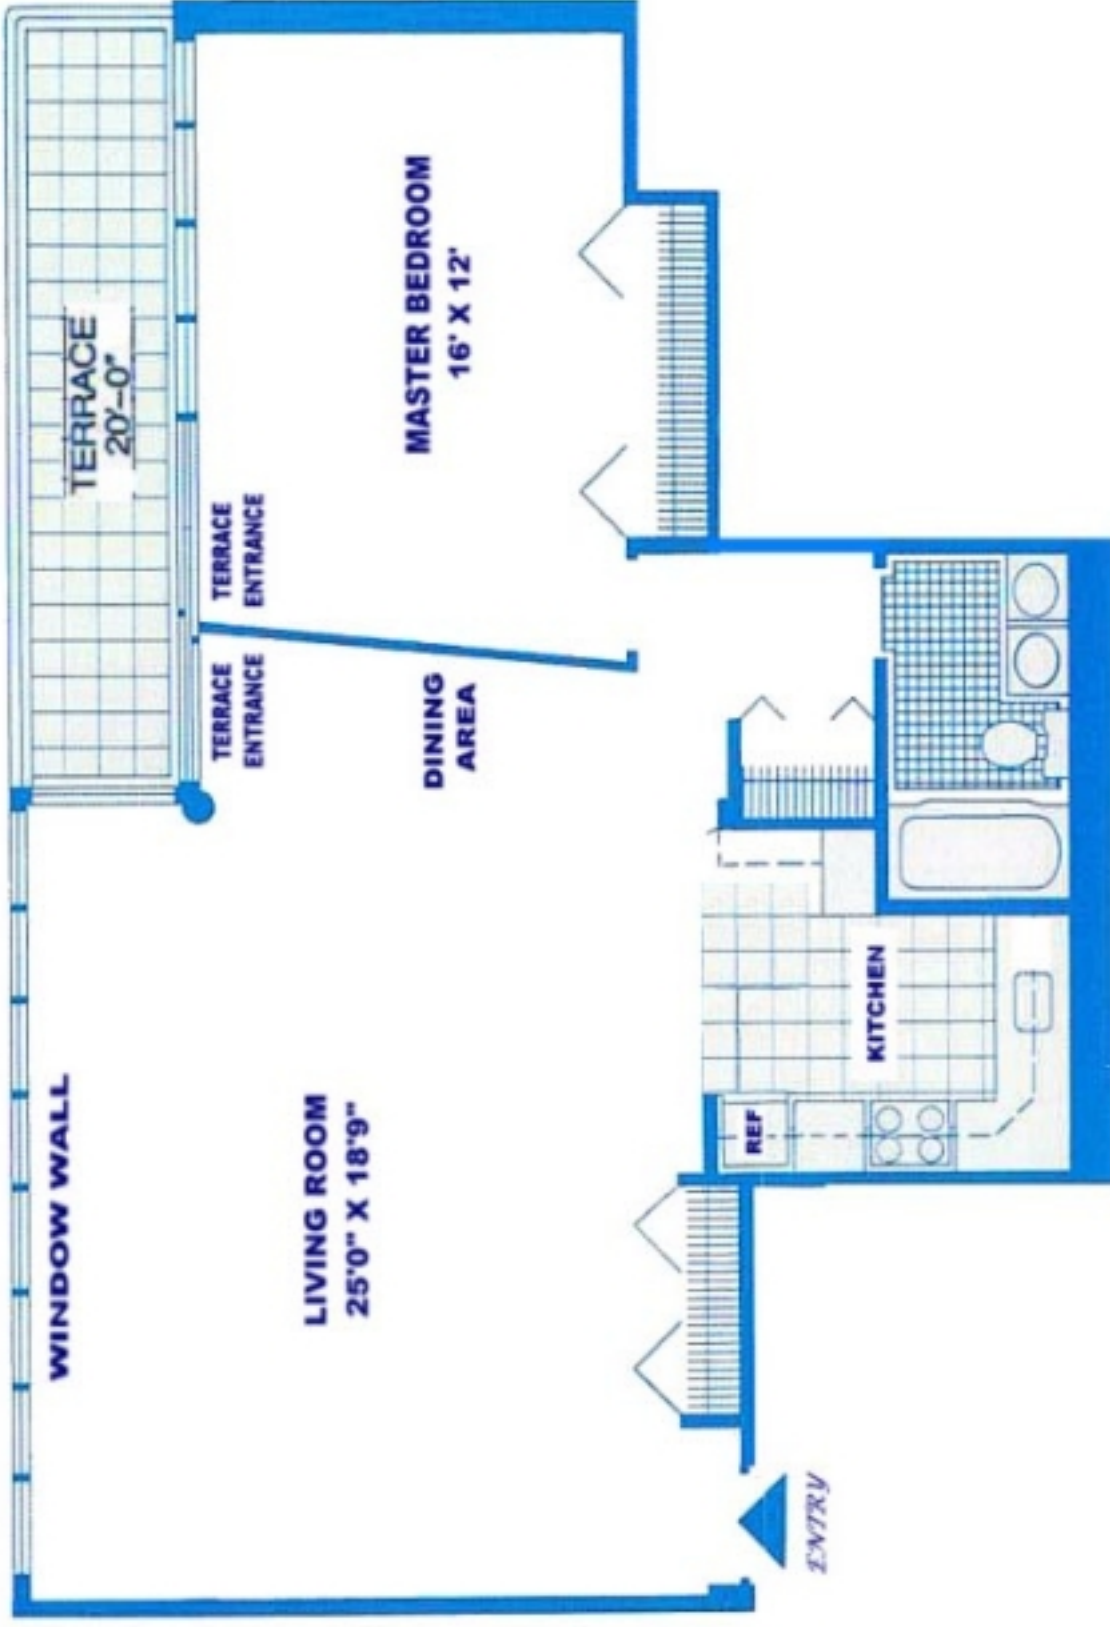 TERRACE
20'-0"
MASTER BEDROOM
16' X 12'
TERRACE
ENTRANCE
TERRACE
ENTRANCE
DINING
AREA
WINDOW WALL
LIVING ROOM
25'0" X 18'9"
KITCHEN
REF
ENTRY